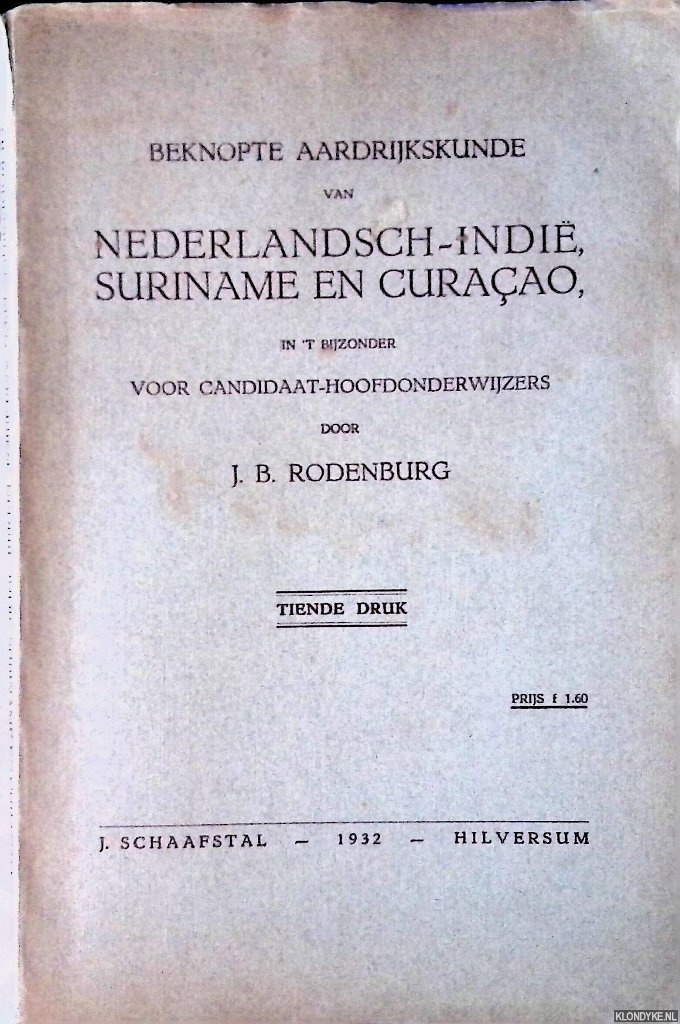 BEKNOPTE AARDRIJKSKUNDE
VAN
NEDERLANDSCH-INDIË,
SURINAME EN CURAÇAO,
IN 'T BIJZONDER
VOOR CANDIDAAT-HOOFDONDERWIJZERS
DOOR
J. B. RODENBURG
TIENDE DRUK
PRIJS f 1.60
J. SCHAAFSTAL — 1932 — HILVERSUM
KLONDYKE.NL